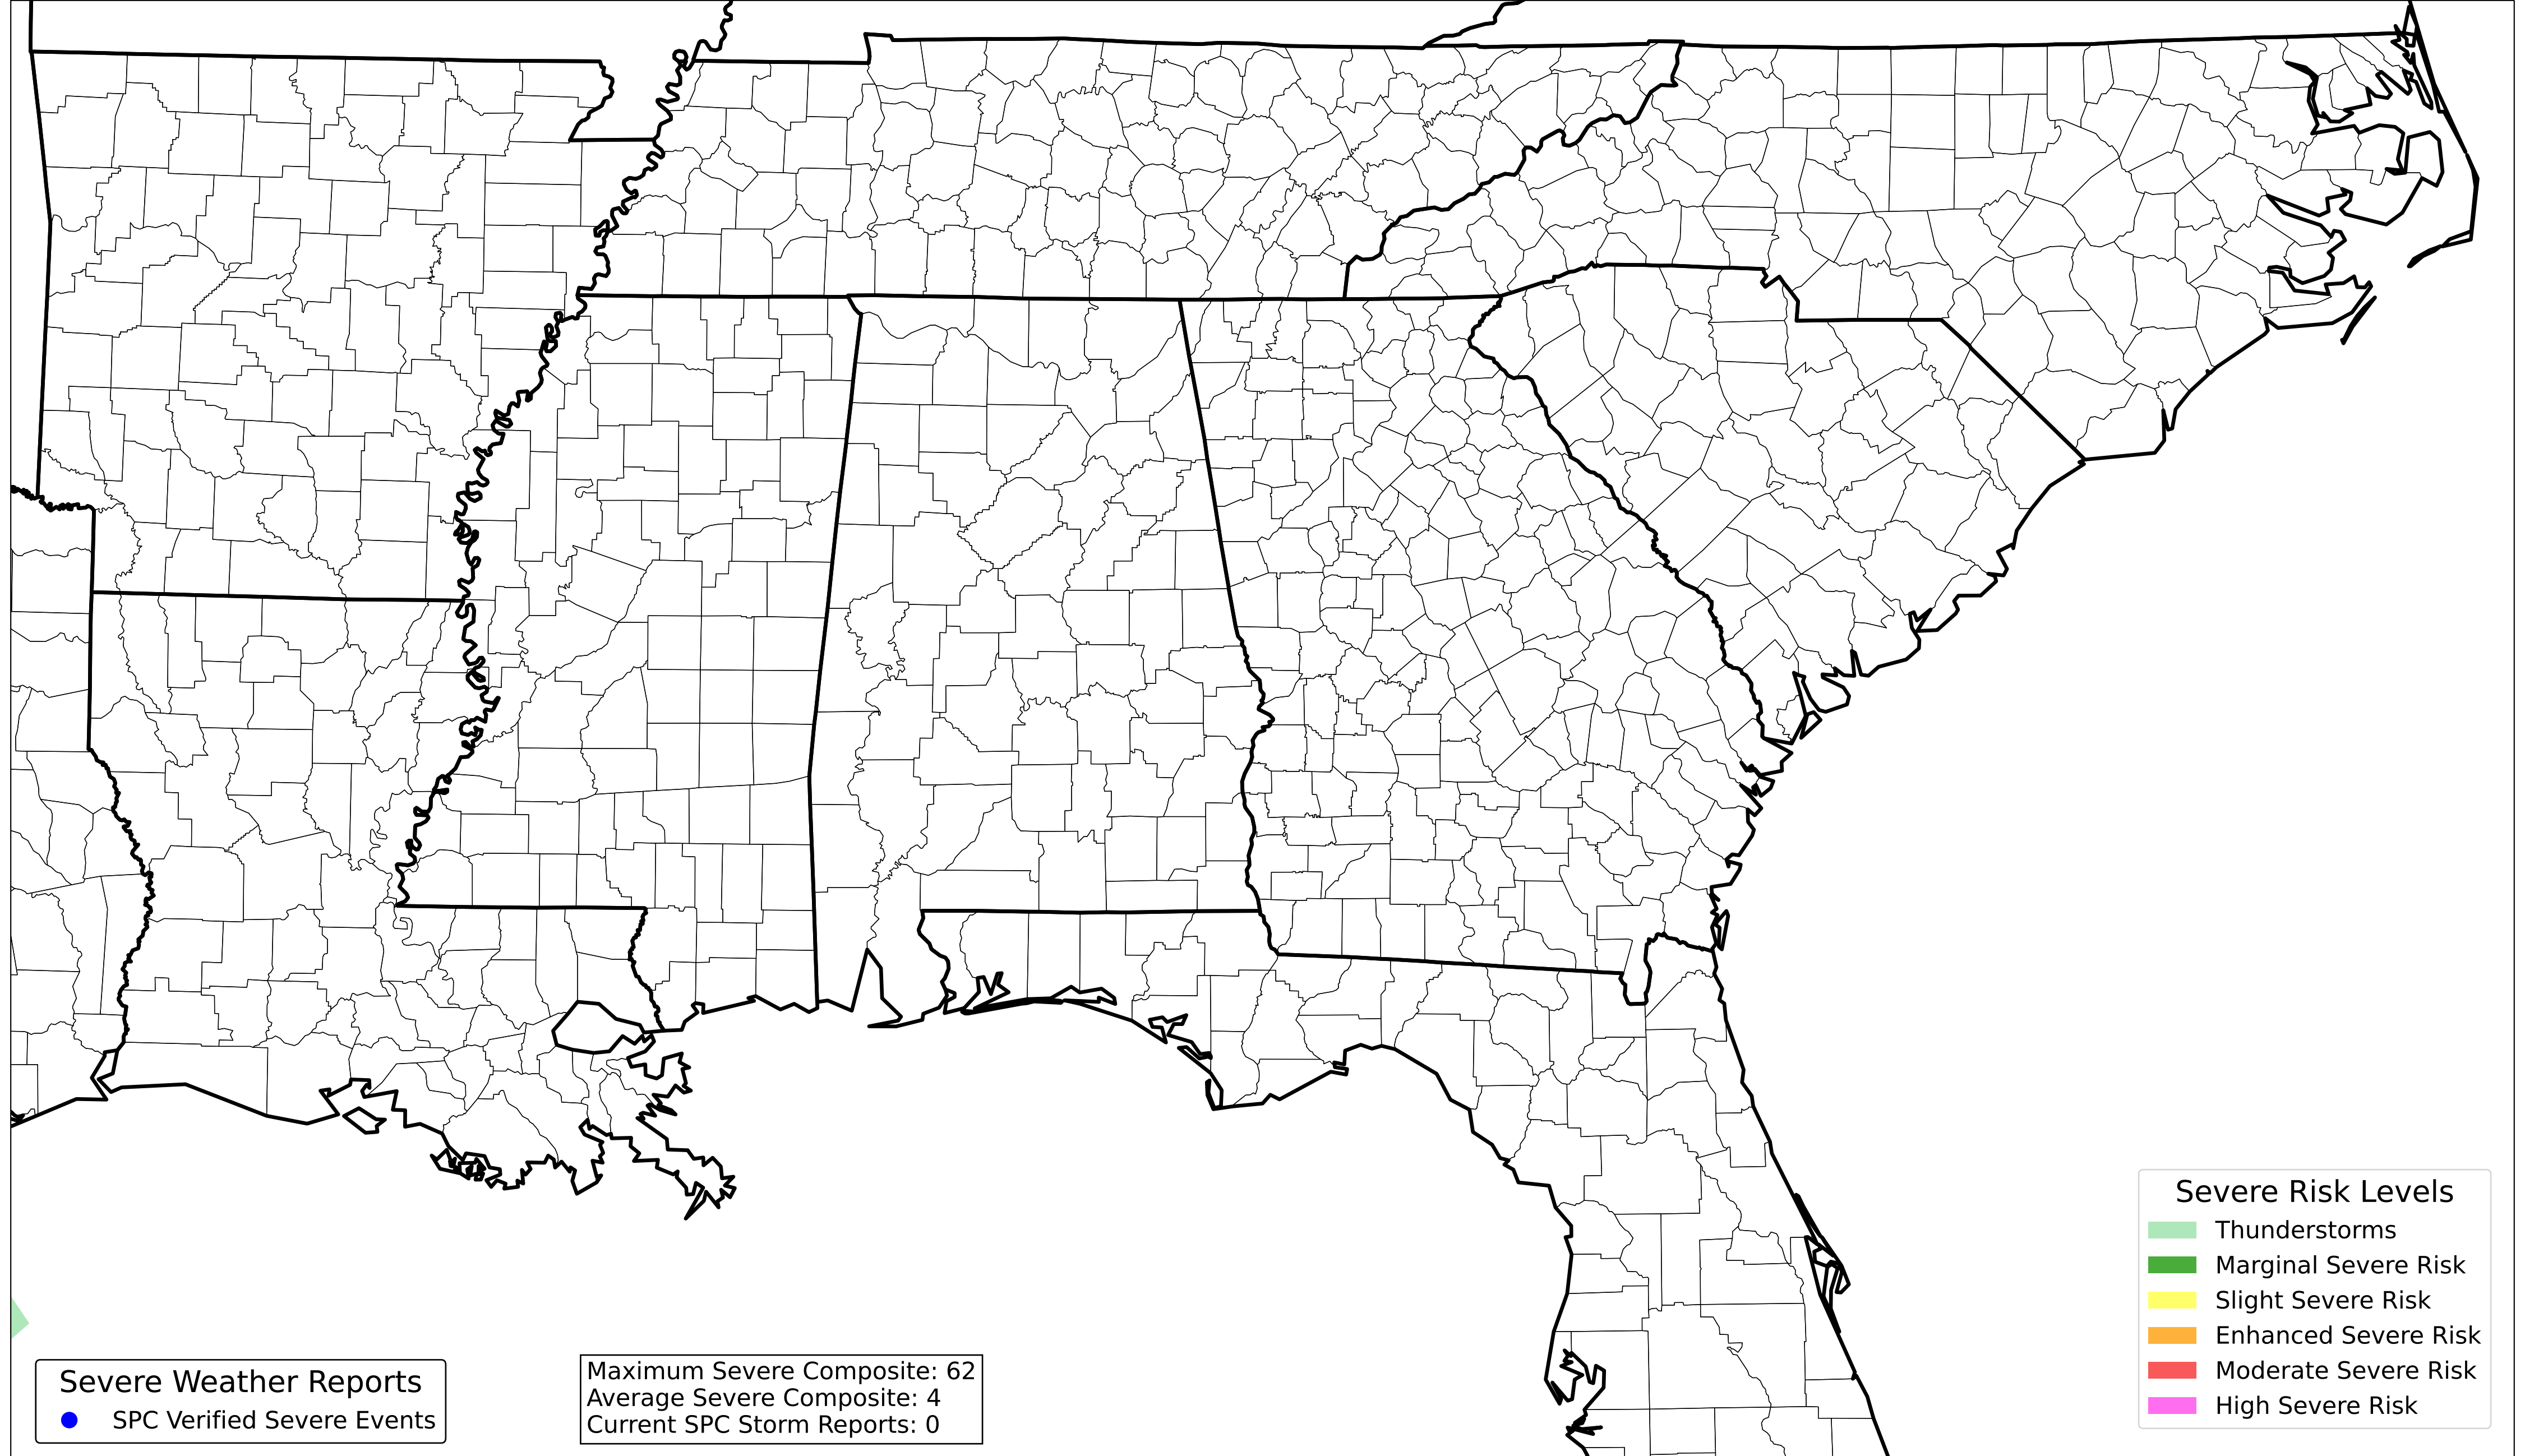 Severe Weather Reports
SPC Verified Severe Events
Maximum Severe Composite: 62
Average Severe Composite: 4
Current SPC Storm Reports: 0
Severe Risk Levels
Thunderstorms
Marginal Severe Risk
Slight Severe Risk
Enhanced Severe Risk
Moderate Severe Risk
High Severe Risk